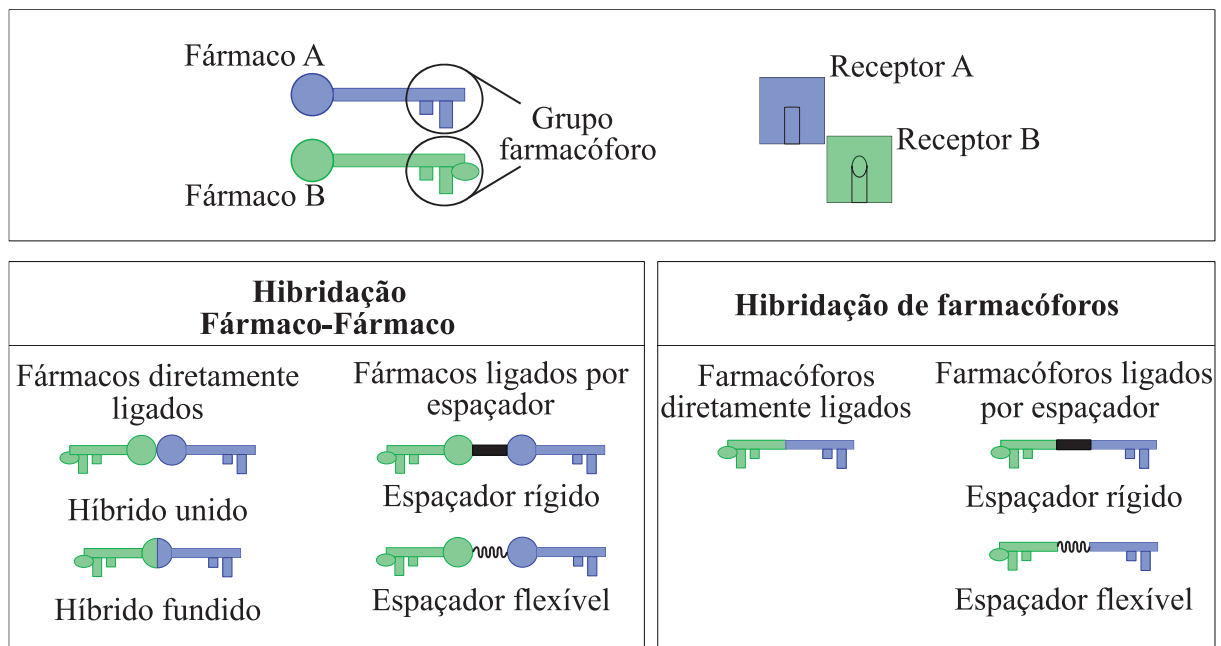 Fármaco A
Grupo
farmacóforo
Fármaco B
Receptor A
Receptor B
Hibridação
Fármaco-Fármaco
Fármacos diretamente
ligados
Híbrido unido
Híbrido fundido
Fármacos ligados por
espaçador
Espaçador rígido
Espaçador flexível
Hibridação de farmacóforos
Farmacóforos
diretamente ligados
Farmacóforos ligados
por espaçador
Espaçador rígido
Espaçador flexível